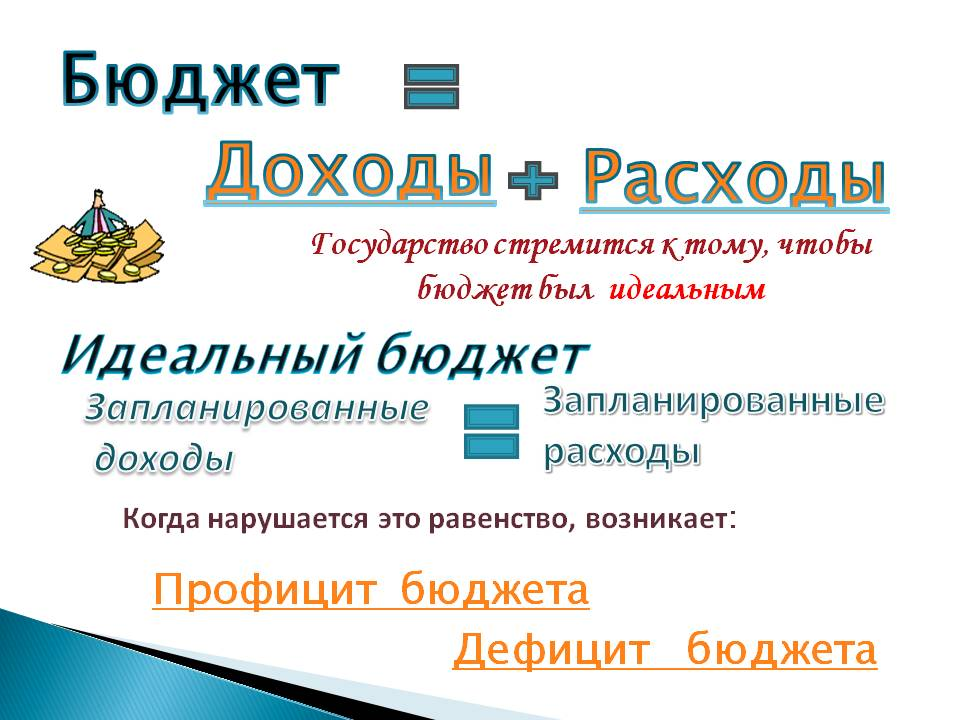 Бюджет =
Доходы + Расходы
Государство стремится к тому, чтобы
бюджет был идеальным
Идеальный бюджет
Запланированные доходы = Запланированные расходы
Когда нарушается это равенство, возникает:
Профицит бюджета
Дефицит бюджета